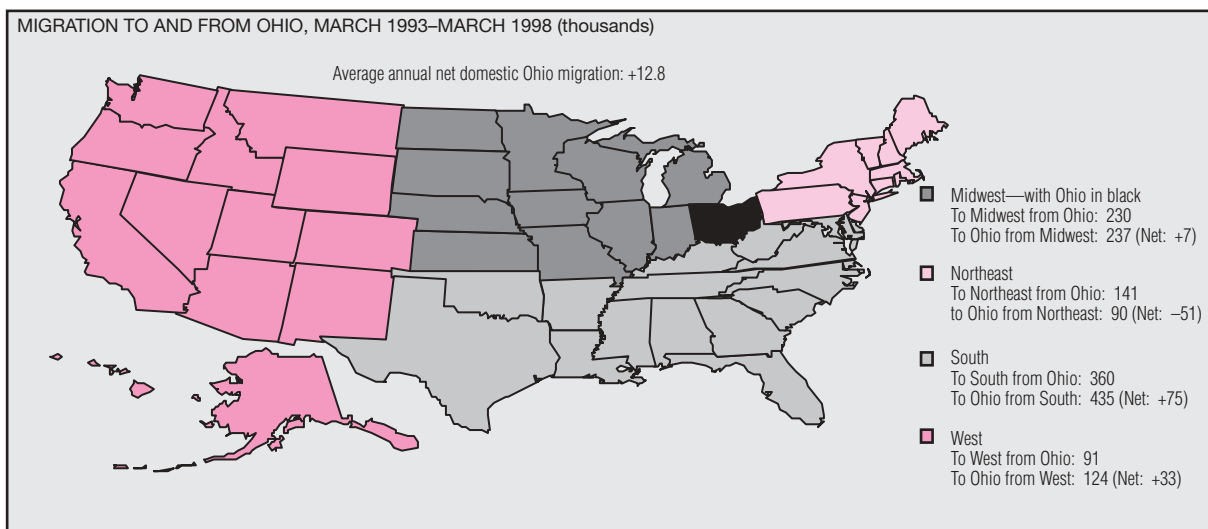 MIGRATION TO AND FROM OHIO, MARCH 1993–MARCH 1998 (thousands)
Average annual net domestic Ohio migration: +12.8
Midwest—with Ohio in black
To Midwest from Ohio: 230
To Ohio from Midwest: 237 (Net: +7)
Northeast
To Northeast from Ohio: 141
to Ohio from Northeast: 90 (Net: –51)
South
To South from Ohio: 360
To Ohio from South: 435 (Net: +75)
West
To West from Ohio: 91
To Ohio from West: 124 (Net: +33)